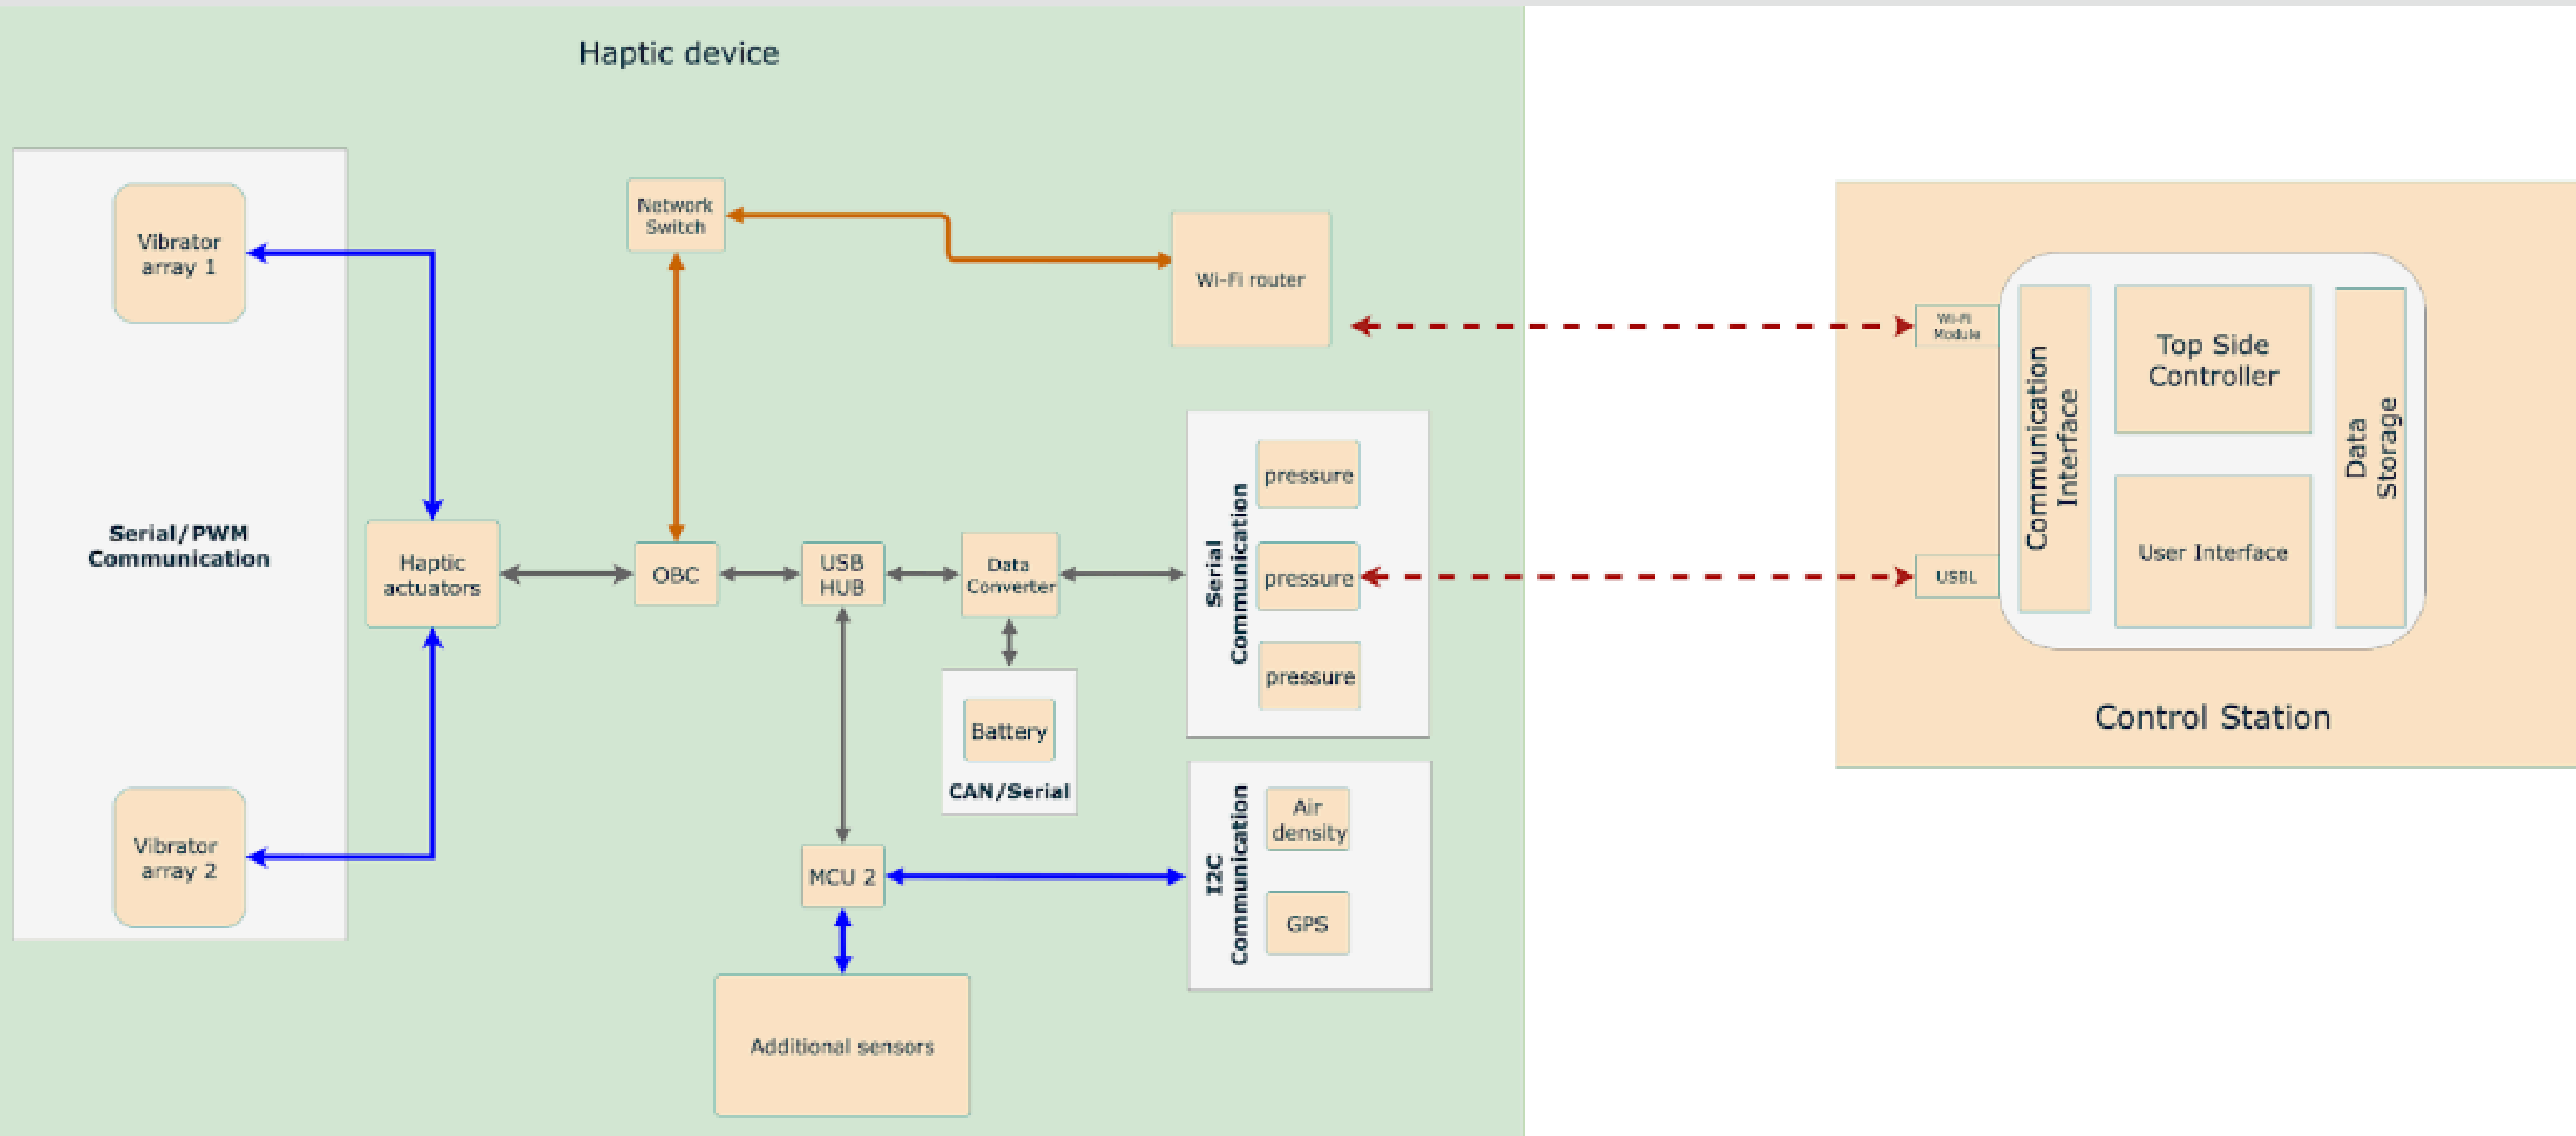 Haptic device
Vibrator
array 1
Serial/PWM
Communication
Vibrator
array 2
Haptic
actuators
Network
Switch
OBC
USB
HUB
Data
Converter
Battery
CAN/Serial
MCU 2
Additional sensors
Wi-Fi router
Serial
Communication
pressure
pressure
pressure
I2C
Communication
Air
density
GPS
Wi-Fi
Module
USBL
Communication
Interface
Top Side
Controller
User Interface
Data
Storage
Control Station